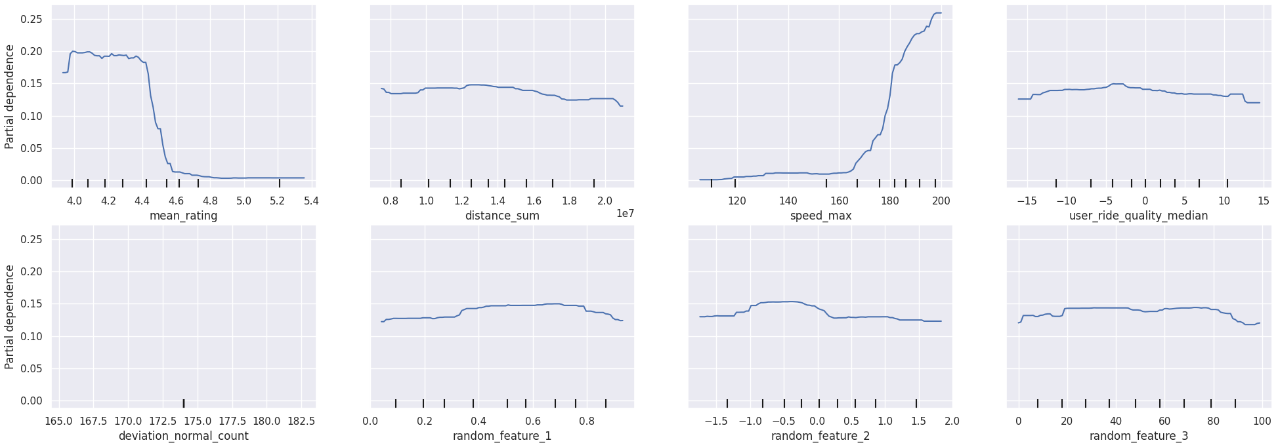 0.25
0.20
0.15
0.10
0.05
0.00
Partial dependence
4.0 4.2 4.4 4.6 4.8 5.0 5.2 5.4
mean_rating
0.8 1.0 1.2 1.4 1.6 1.8 2.0
1e7
distance_sum
120 140 160 180 200
speed_max
−15 −10 −5 0 5 10 15
user_ride_quality_median
0.25
0.20
0.15
0.10
0.05
0.00
Partial dependence
165.0 167.5 170.0 172.5 175.0 177.5 180.0 182.5
deviation_normal_count
0.0 0.2 0.4 0.6 0.8
random_feature_1
−1.5 −1.0 −0.5 0.0 0.5 1.0 1.5 2.0
random_feature_2
0 20 40 60 80 100
random_feature_3